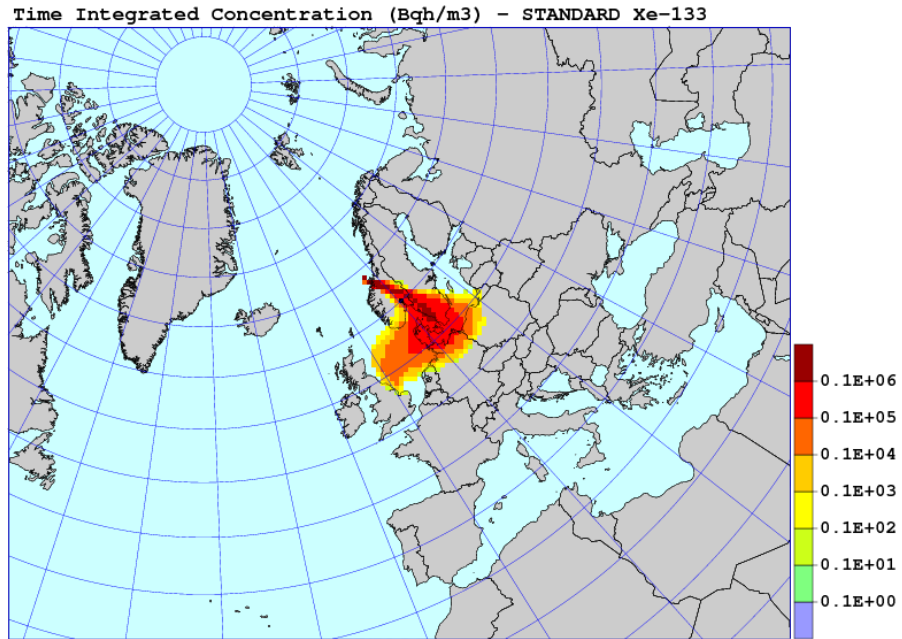 Time Integrated Concentration (Bqh/m3) - STANDARD Xe-133
0.1E+06
0.1E+05
0.1E+04
0.1E+03
0.1E+02
0.1E+01
0.1E+00